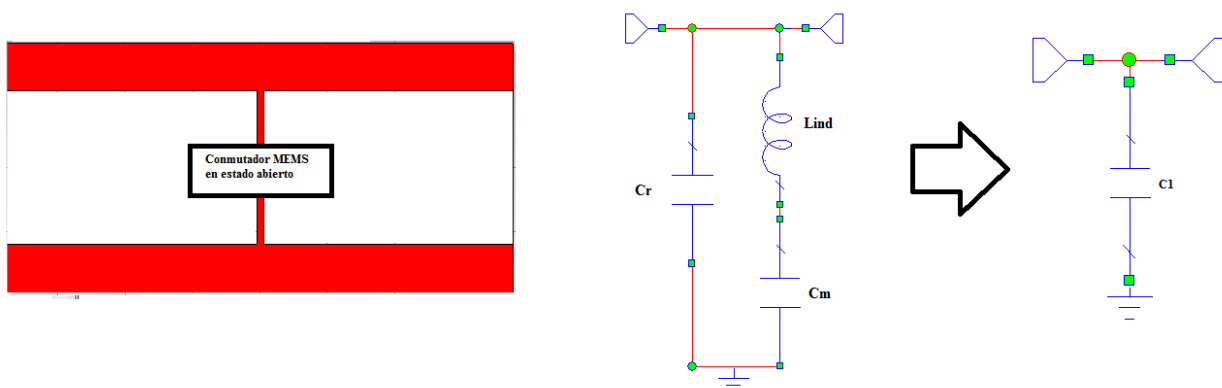 Conmutador MEMS
en estado abierto
Lind
Cr
C1
Cm